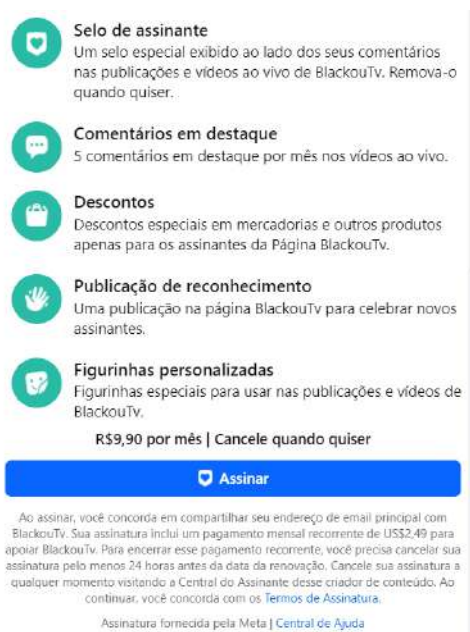 Selo de assinante
Um selo especial exibido ao lado dos seus comentários
nas publicações e vídeos ao vivo de BlackouTv. Remova-o
quando quiser.
Comentários em destaque
5 comentários em destaque por mês nos vídeos ao vivo.
Descontos
Descontos especiais em mercadorias e outros produtos
apenas para os assinantes da Página BlackouTv.
Publicação de reconhecimento
Uma publicação na página BlackouTv para celebrar novos
assinantes.
Figurinhas personalizadas
Figurinhas especiais para usar nas publicações e vídeos de
BlackouTv.
R$9,90 por mês | Cancele quando quiser
Assinar
Ao assinar, você concorda em compartilhar seu endereço de email principal com
BlackouTv. Sua assinatura inclui um pagamento mensal recorrente de US$2,49 para
apoiar BlackouTv. Para encerrar esse pagamento recorrente, você precisa cancelar sua
assinatura pelo menos 24 horas antes da data da renovação. Cancele sua assinatura a
qualquer momento visitando a Central do Assinante desse criador de conteúdo. Ao
continuar, você concorda com os Termos de Assinatura.
Assinatura fornecida pela Meta | Central de Ajuda